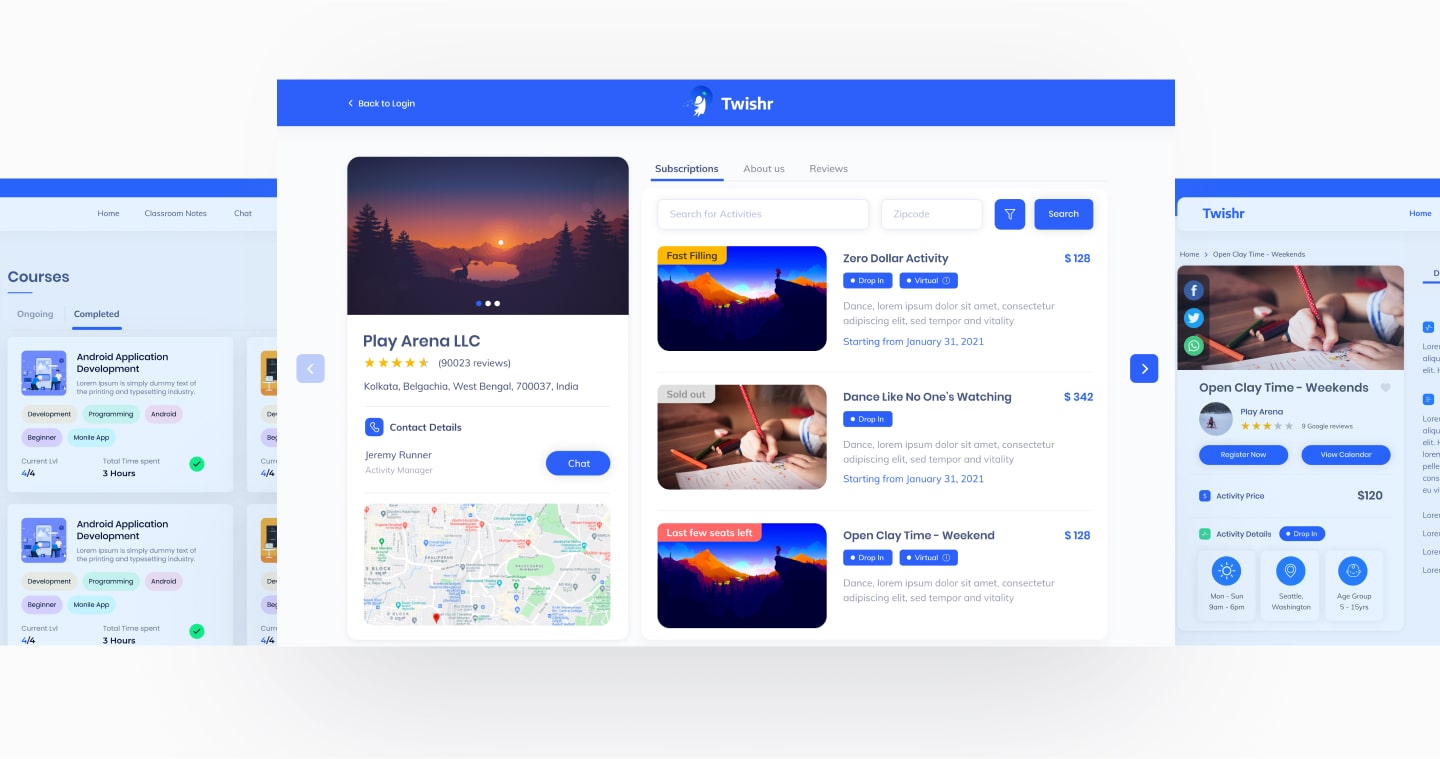 Back to Login
Twishr
Home Classroom Notes Chat
Courses
Ongoing Completed
Android Application
Development
Lorem Ipsum is simply dummy text of
the printing and typesetting industry.
Development Programming Android
Beginner Monile App
Current Lvl Total Time spent
4/4 3 Hours
Android Application
Development
Lorem Ipsum is simply dummy text of
the printing and typesetting industry.
Development Programming Android
Beginner Monile App
Current Lvl Total Time spent
4/4 3 Hours
Play Arena LLC
(90023 reviews)
Kolkata, Belgachia, West Bengal, 700037, India
Contact Details
Jeremy Runner
Activity Manager
Chat
Subscriptions About us Reviews
Search for Activities Zipcode Search
Fast Filling
Zero Dollar Activity $ 128
Drop In Virtual
Dance, lorem ipsum dolor sit amet, consectetur
adipiscing elit, sed tempor and vitality
Starting from January 31, 2021
Sold out
Dance Like No One's Watching $ 342
Drop In
Dance, lorem ipsum dolor sit amet, consectetur
adipiscing elit, sed tempor and vitality
Starting from January 31, 2021
Last few seats left
Open Clay Time - Weekend $ 128
Drop In Virtual
Dance, lorem ipsum dolor sit amet, consectetur
adipiscing elit, sed tempor and vitality
Twishr Home
Home > Open Clay Time - Weekends
Open Clay Time - Weekends
Play Arena
9 Google reviews
Register Now View Calandar
Activity Price $120
Activity Details Drop In
Mon - Sun
9am - 6pm
Seattle,
Washington
Age Group
5 - 15yrs